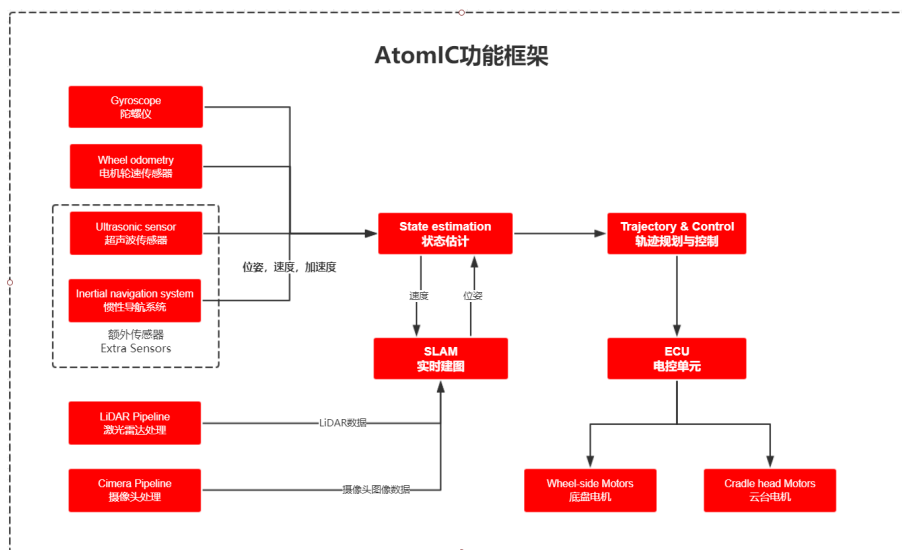 AtomIC功能框架
Gyroscope
陀螺仪
Wheel odometry
电机轮速传感器
Ultrasonic sensor
超声波传感器
Inertial navigation system
惯性导航系统
额外传感器
Extra Sensors
位姿，速度，加速度
State estimation
状态估计
Trajectory & Control
轨迹规划与控制
速度
位姿
SLAM
实时建图
ECU
电控单元
LiDAR Pipeline
激光雷达处理
LiDAR数据
Cimera Pipeline
摄像头处理
摄像头图像数据
Wheel-side Motors
底盘电机
Cradle head Motors
云台电机